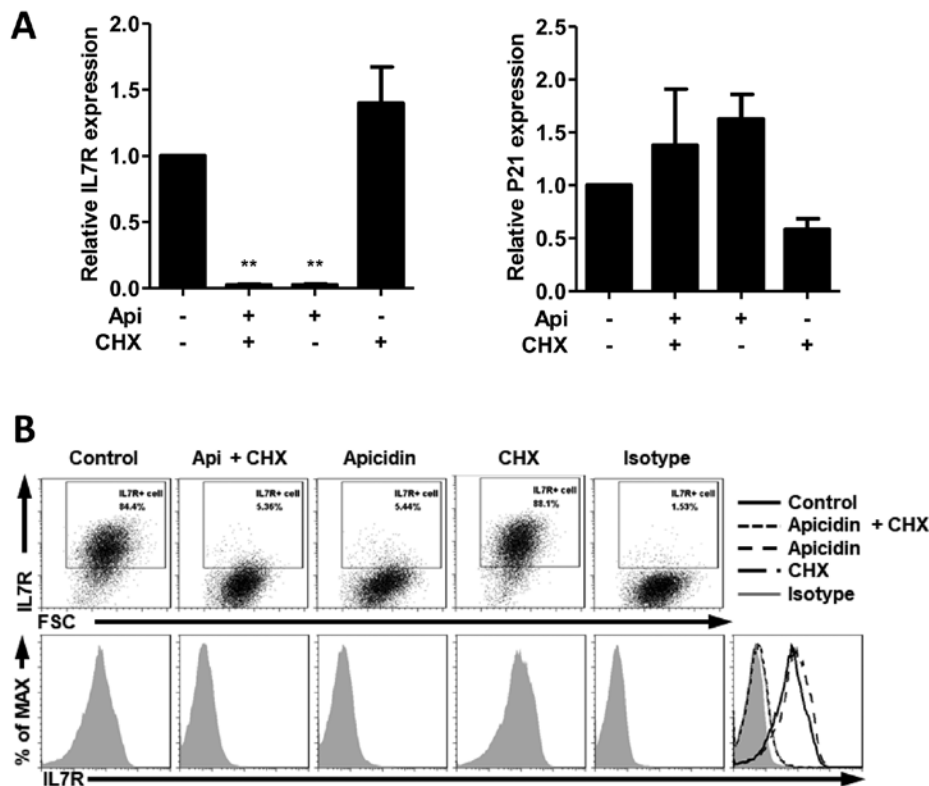 A
Relative IL7R expression
2.0
1.5
1.0
0.5
0.0
** **
Api - + + -
CHX - + - +
Relative P21 expression
2.5
2.0
1.5
1.0
0.5
0.0
Api - + + -
CHX - + - +
B
Control Api + CHX Apicidin CHX Isotype
IL7R+ cell
84.4%
IL7R+ cell
5.36%
IL7R+ cell
5.44%
IL7R+ cell
88.1%
IL7R+ cell
1.53%
IL7R
FSC
Control
Apicidin + CHX
Apicidin
CHX
Isotype
% of MAX
IL7R